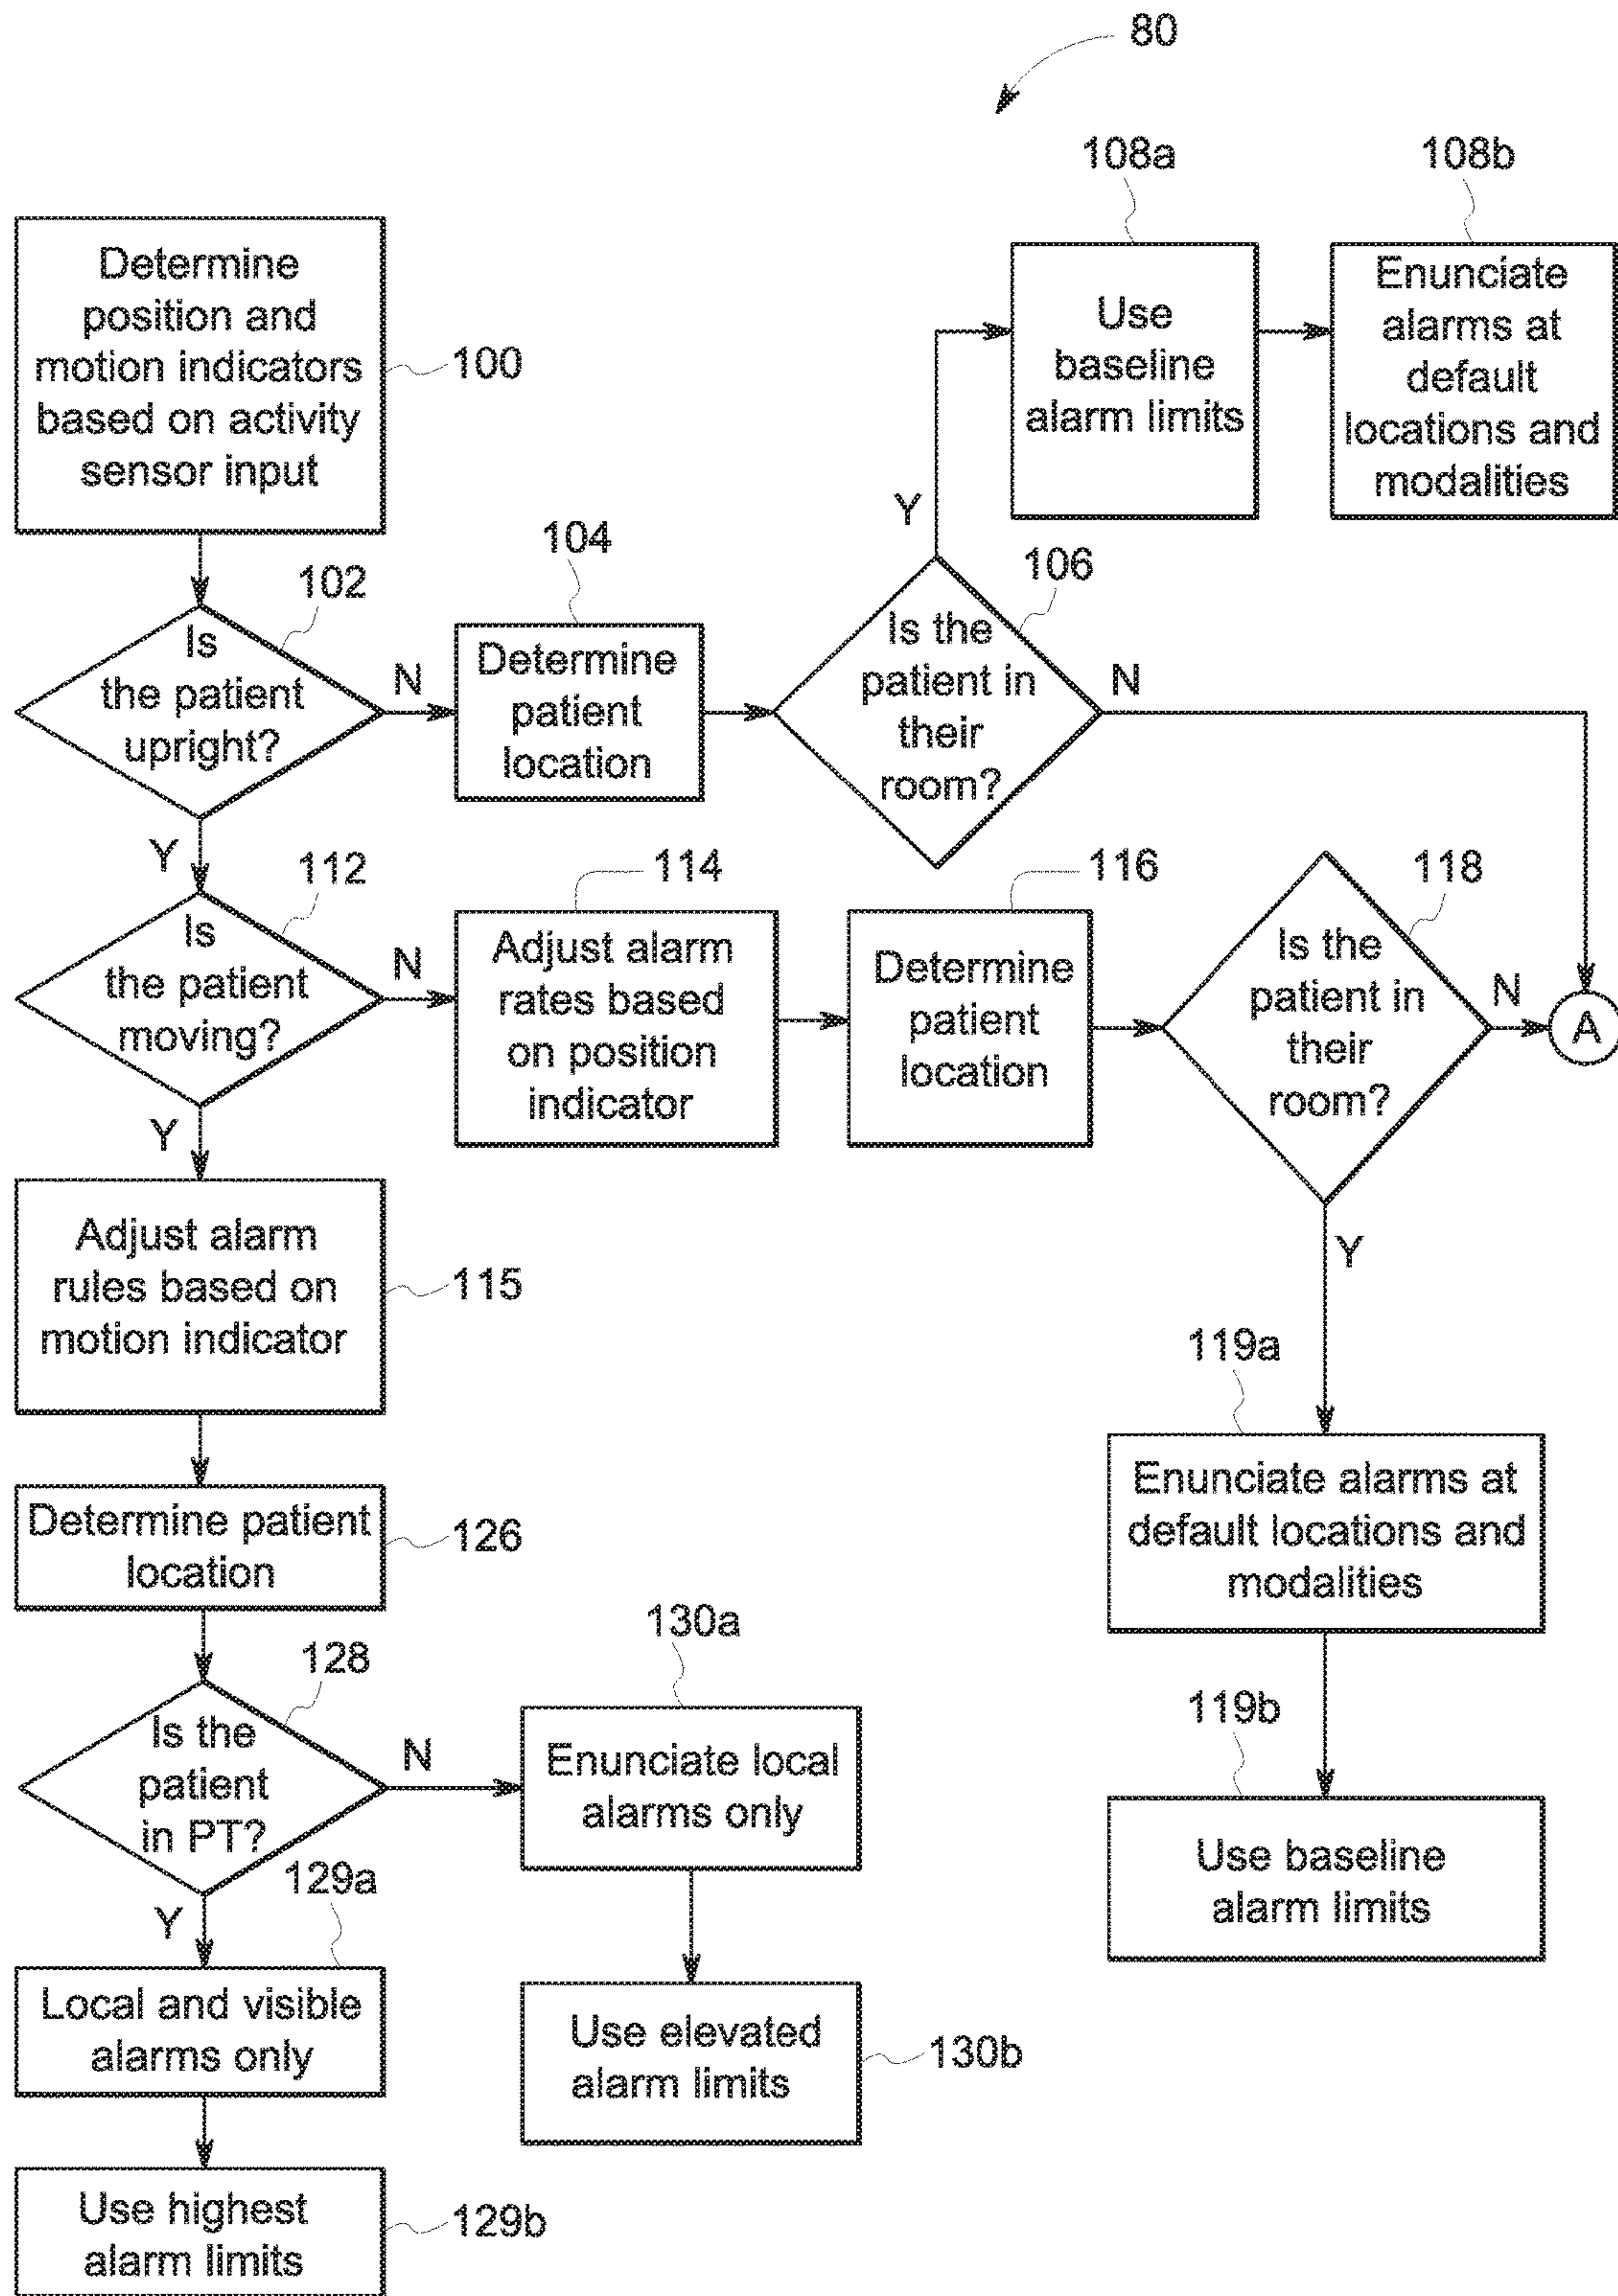 80
108a
108b
Determine
position and
motion indicators
based on activity
sensor input
100
Use
baseline
alarm limits
Enunciate
alarms at
default
locations and
modalities
102
Is
the patient
upright?
N
Y
104
Determine
patient
location
106
Is the
patient in
their
room?
Y
N
112
Is
the patient
moving?
N
Y
114
Adjust alarm
rates based
on position
indicator
116
Determine
patient
location
118
Is the
patient in
their
room?
N
A
Y
Adjust alarm
rules based on
motion indicator
115
119a
Enunciate alarms at
default locations and
modalities
Determine patient
location
126
119b
Use baseline
alarm limits
128
Is the
patient
in PT?
N
Y
130a
Enunciate local
alarms only
129a
Local and visible
alarms only
Use elevated
alarm limits
130b
Use highest
alarm limits
129b